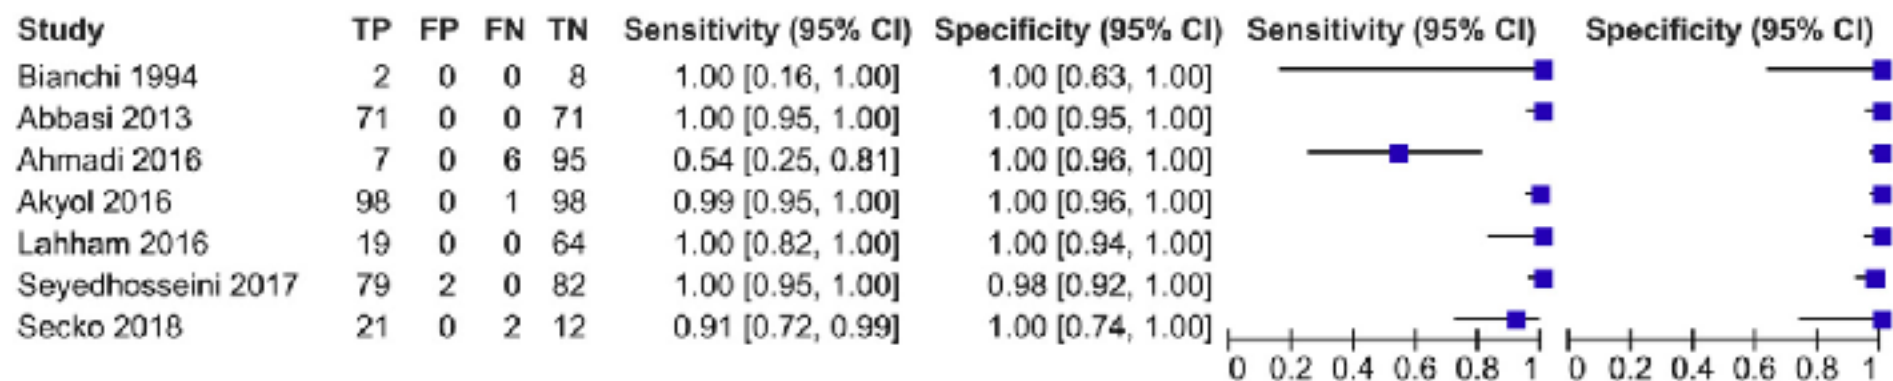 Study TP FP FN TN Sensitivity (95% CI) Specificity (95% CI) Sensitivity (95% CI) Specificity (95% CI)
Bianchi 1994 2 0 0 8 1.00 [0.16, 1.00] 1.00 [0.63, 1.00]
Abbasi 2013 71 0 0 71 1.00 [0.95, 1.00] 1.00 [0.95, 1.00]
Ahmadi 2016 7 0 6 95 0.54 [0.25, 0.81] 1.00 [0.96, 1.00]
Akyol 2016 98 0 1 98 0.99 [0.95, 1.00] 1.00 [0.96, 1.00]
Lahham 2016 19 0 0 64 1.00 [0.82, 1.00] 1.00 [0.94, 1.00]
Seyedhosseini 2017 79 2 0 82 1.00 [0.95, 1.00] 0.98 [0.92, 1.00]
Secko 2018 21 0 2 12 0.91 [0.72, 0.99] 1.00 [0.74, 1.00]
0 0.2 0.4 0.6 0.8 1 0 0.2 0.4 0.6 0.8 1